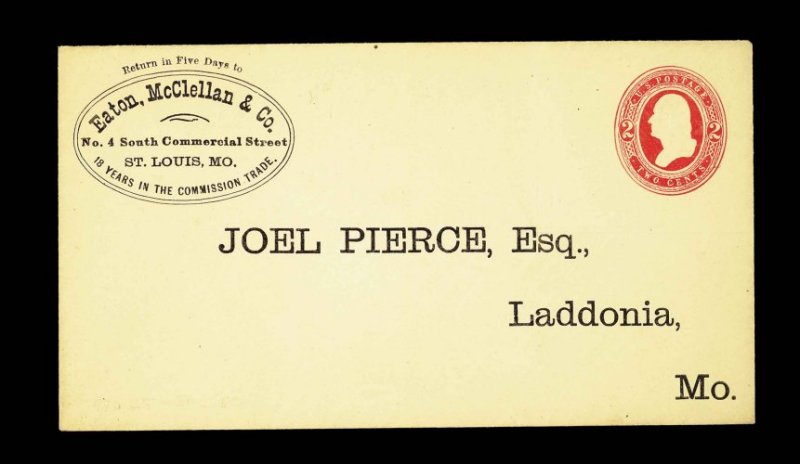 Return in Five Days to
Eaton, McClellan & Co.
No. 4 South Commercial Street
ST. LOUIS, MO.
18 YEARS IN THE COMMISSION TRADE.
U.S. POSTAGE
2 2
TWO CENTS
JOEL PIERCE, Esq.,
Laddonia,
Mo.